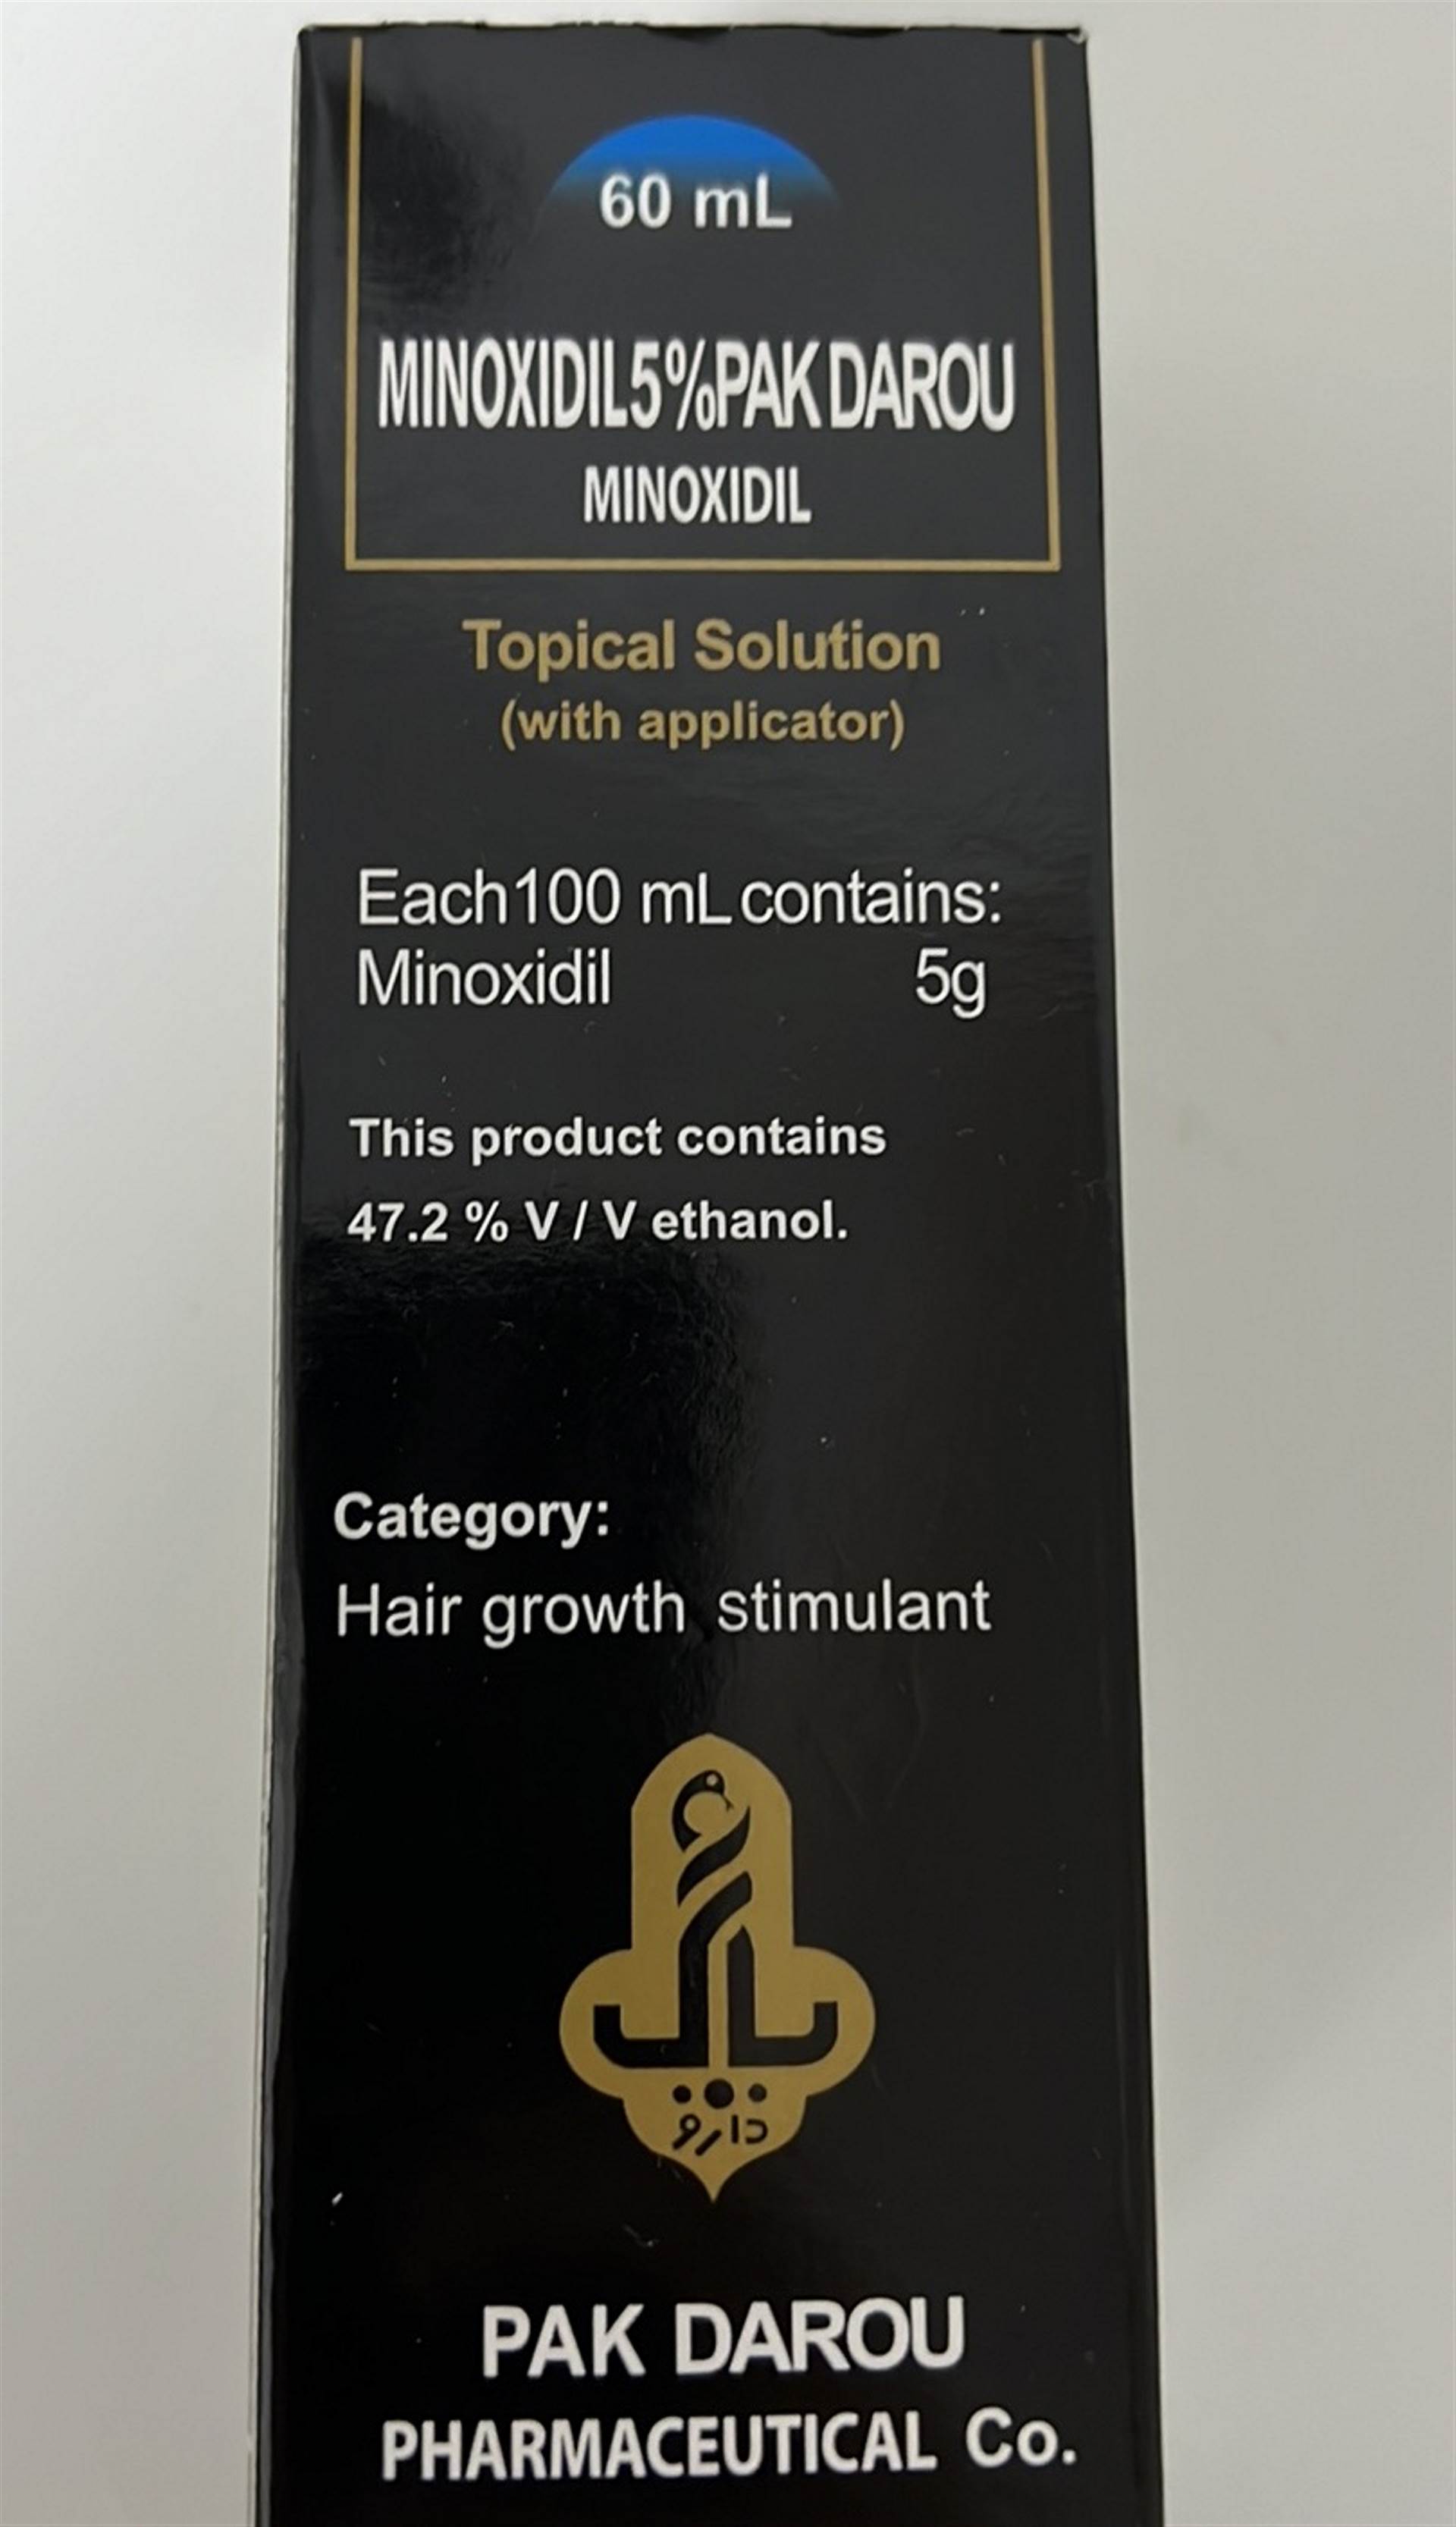 60 mL
MINOXIDIL5%PAK DAROU
MINOXIDIL
Topical Solution
(with applicator)
Each100 mL contains:
Minoxidil 5g
This product contains
47.2 % V / V ethanol.
Category:
Hair growth stimulant
پاک
دارو
PAK DAROU
PHARMACEUTICAL Co.